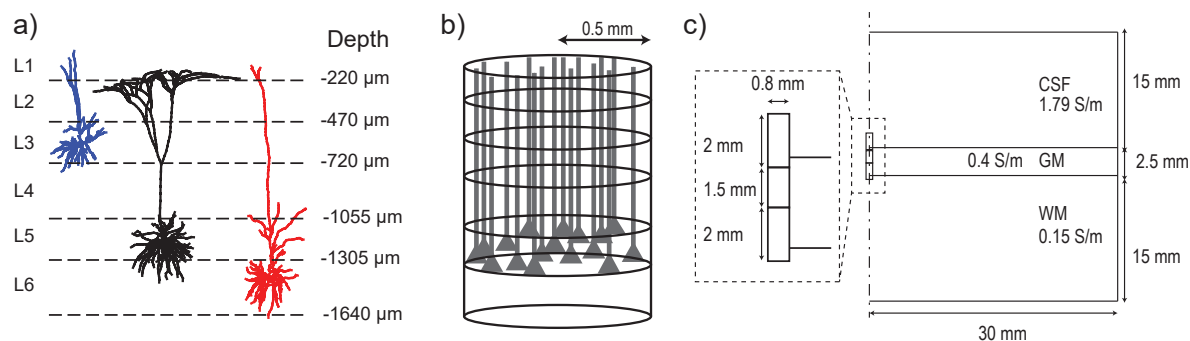 a)
Depth
L1
-220 µm
L2
-470 µm
L3
-720 µm
L4
-1055 µm
L5
-1305 µm
L6
-1640 µm
b)
0.5 mm
c)
0.8 mm
2 mm
1.5 mm
2 mm
CSF
1.79 S/m
15 mm
0.4 S/m GM
2.5 mm
WM
0.15 S/m
15 mm
30 mm